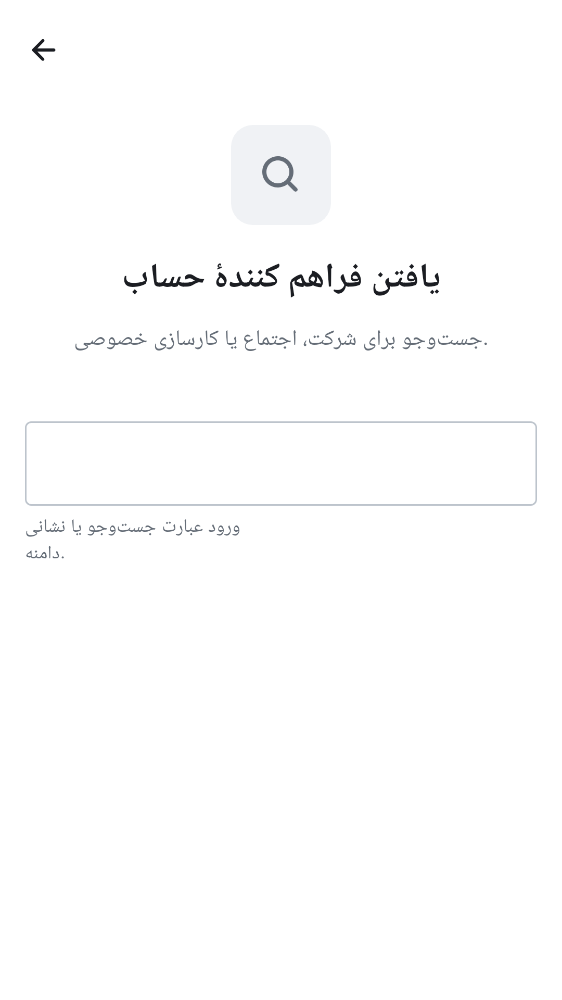 یافتن فراهم کنندهٔ حساب
جست‌وجو برای شرکت، اجتماع یا کارسازی خصوصی.
ورود عبارت جست‌وجو یا نشانی
دامنه.